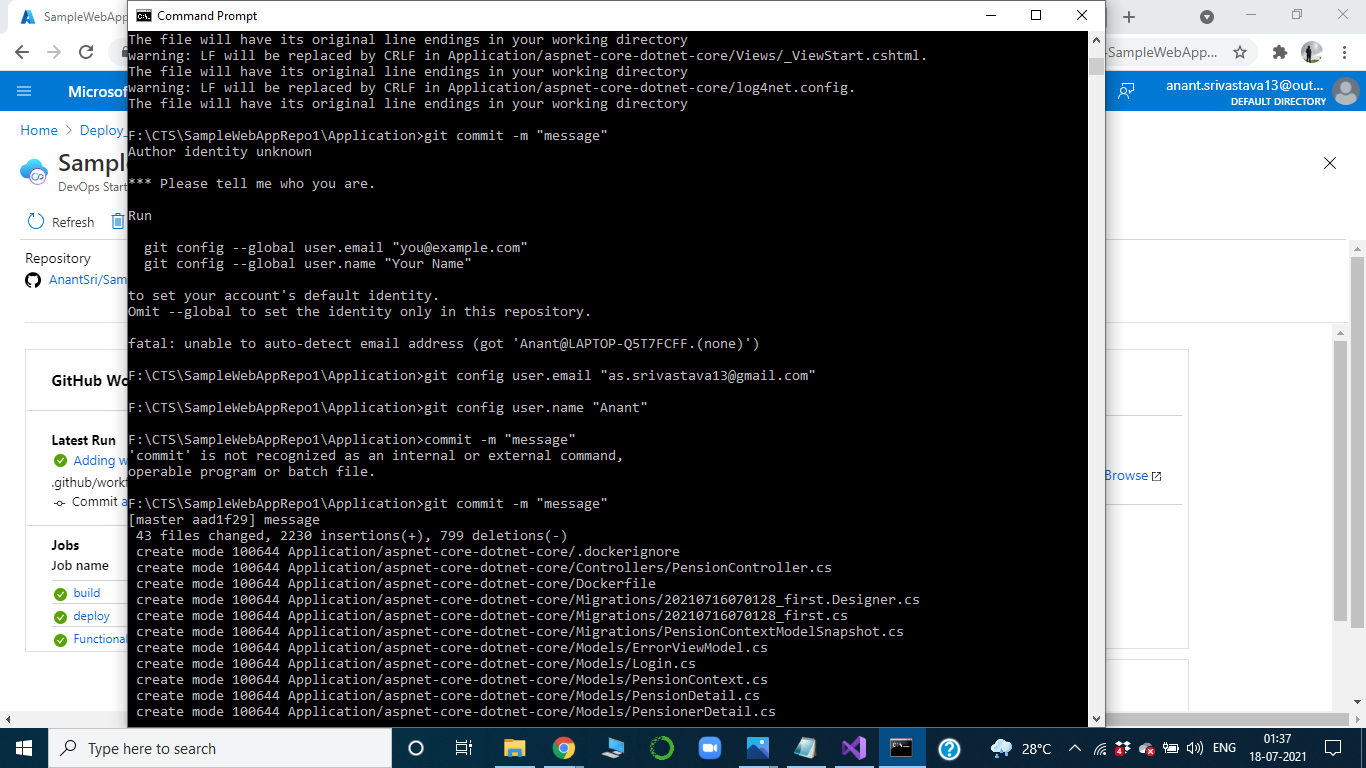 SampleWebApp
Command Prompt
-SampleWebApp...
Microsof
anant.srivastava13@out...
DEFAULT DIRECTORY
Home > Deploy_
Sample
DevOps Start
Refresh
Repository
AnantSri/Sam
GitHub Wo
Latest Run
Adding w
.github/workf
Commit a
Jobs
Job name
build
deploy
Functional
Browse
The file will have its original line endings in your working directory
warning: LF will be replaced by CRLF in Application/aspnet-core-dotnet-core/Views/_ViewStart.cshtml.
The file will have its original line endings in your working directory
warning: LF will be replaced by CRLF in Application/aspnet-core-dotnet-core/log4net.config.
The file will have its original line endings in your working directory
F:\CTS\SampleWebAppRepo1\Application>git commit -m "message"
Author identity unknown
*** Please tell me who you are.
Run
git config --global user.email "you@example.com"
git config --global user.name "Your Name"
to set your account's default identity.
Omit --global to set the identity only in this repository.
fatal: unable to auto-detect email address (got 'Anant@LAPTOP-Q5T7FCFF.(none)')
F:\CTS\SampleWebAppRepo1\Application>git config user.email "as.srivastava13@gmail.com"
F:\CTS\SampleWebAppRepo1\Application>git config user.name "Anant"
F:\CTS\SampleWebAppRepo1\Application>commit -m "message"
'commit' is not recognized as an internal or external command,
operable program or batch file.
F:\CTS\SampleWebAppRepo1\Application>git commit -m "message"
[master aad1f29] message
43 files changed, 2230 insertions(+), 799 deletions(-)
create mode 100644 Application/aspnet-core-dotnet-core/.dockerignore
create mode 100644 Application/aspnet-core-dotnet-core/Controllers/PensionController.cs
create mode 100644 Application/aspnet-core-dotnet-core/Dockerfile
create mode 100644 Application/aspnet-core-dotnet-core/Migrations/20210716070128_first.Designer.cs
create mode 100644 Application/aspnet-core-dotnet-core/Migrations/20210716070128_first.cs
create mode 100644 Application/aspnet-core-dotnet-core/Migrations/PensionContextModelSnapshot.cs
create mode 100644 Application/aspnet-core-dotnet-core/Models/ErrorViewModel.cs
create mode 100644 Application/aspnet-core-dotnet-core/Models/Login.cs
create mode 100644 Application/aspnet-core-dotnet-core/Models/PensionContext.cs
create mode 100644 Application/aspnet-core-dotnet-core/Models/PensionDetail.cs
create mode 100644 Application/aspnet-core-dotnet-core/Models/PensionerDetail.cs
Type here to search
4
28°C
ENG
01:37
18-07-2021